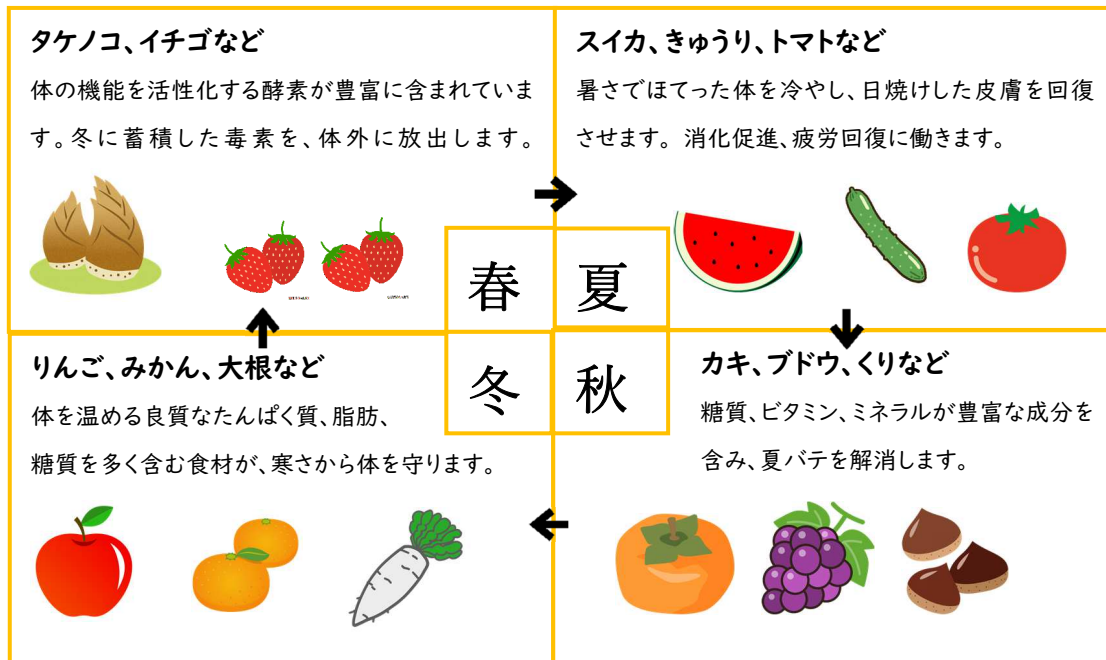 タケノコ、イチゴなど
体の機能を活性化する酵素が豊富に含まれていま
す。冬に蓄積した毒素を、体外に放出します。
春
スイカ、きゅうり、トマトなど
暑さでほてった体を冷やし、日焼けした皮膚を回復
させます。消化促進、疲労回復に働きます。
夏
カキ、ブドウ、くりなど
糖質、ビタミン、ミネラルが豊富な成分を
含み、夏バテを解消します。
秋
りんご、みかん、大根など
体を温める良質なたんぱく質、脂肪、
糖質を多く含む食材が、寒さから体を守ります。
冬